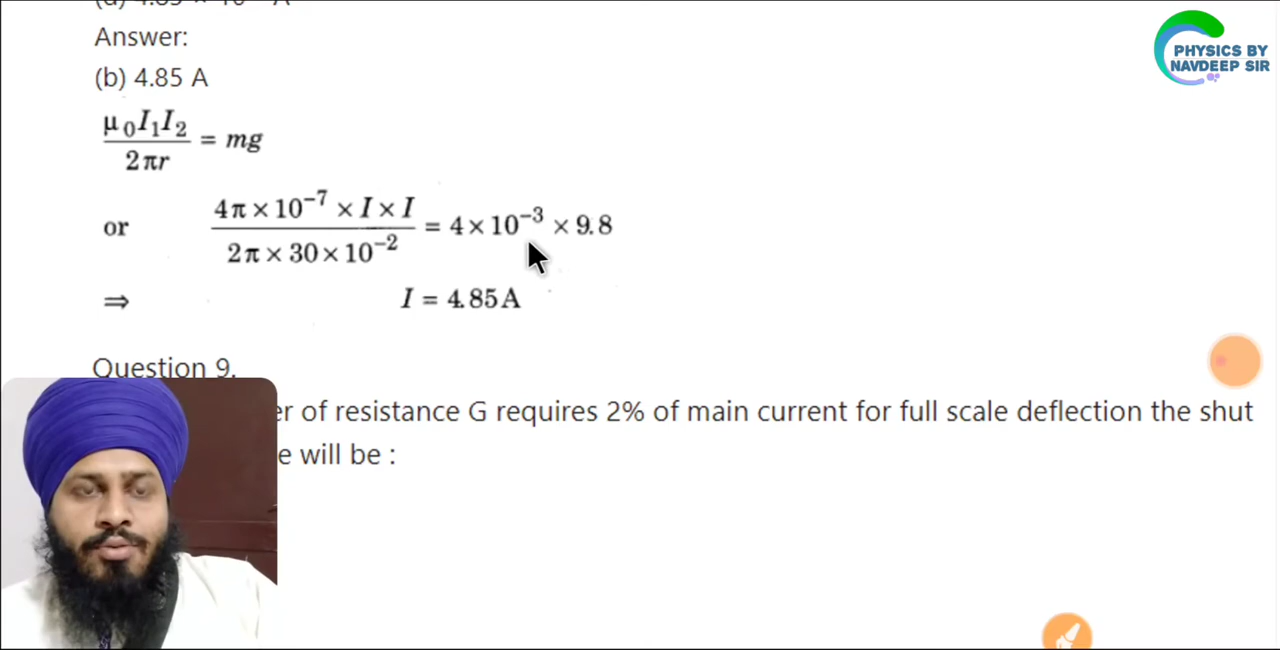 Answer:
(b) 4.85 A
μ₀I₁I₂ / 2πr = mg
or 4π × 10⁻⁷ × I × I / 2π × 30 × 10⁻² = 4 × 10⁻³ × 9.8
⇒ I = 4.85 A
Question 9.
of resistance G requires 2% of main current for full scale deflection the shut
will be :
PHYSICS BY
NAVDEEP SIR